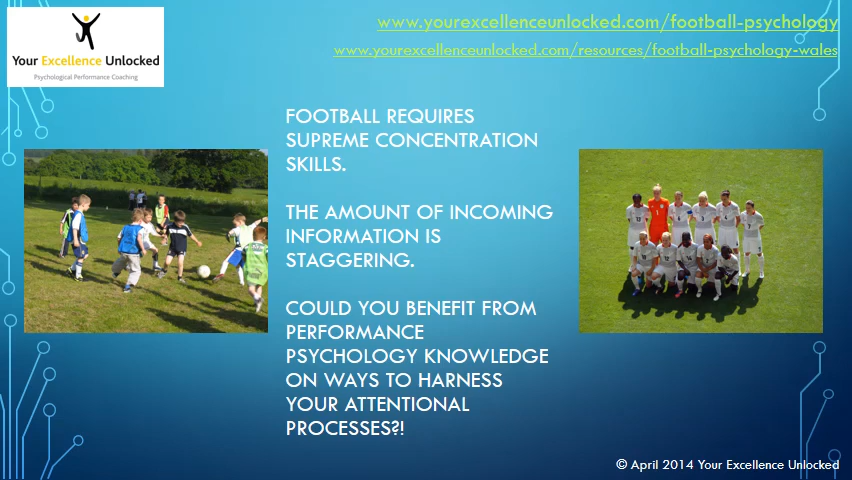 www.yourexcellenceunlocked.com/football-psychology
www.yourexcellenceunlocked.com/resources/football-psychology-wales
Your Excellence Unlocked
Psychological Performance Coaching
FOOTBALL REQUIRES
SUPREME CONCENTRATION
SKILLS.
THE AMOUNT OF INCOMING
INFORMATION IS
STAGGERING.
COULD YOU BENEFIT FROM
PERFORMANCE
PSYCHOLOGY KNOWLEDGE
ON WAYS TO HARNESS
YOUR ATTENTIONAL
PROCESSES?!
© April 2014 Your Excellence Unlocked